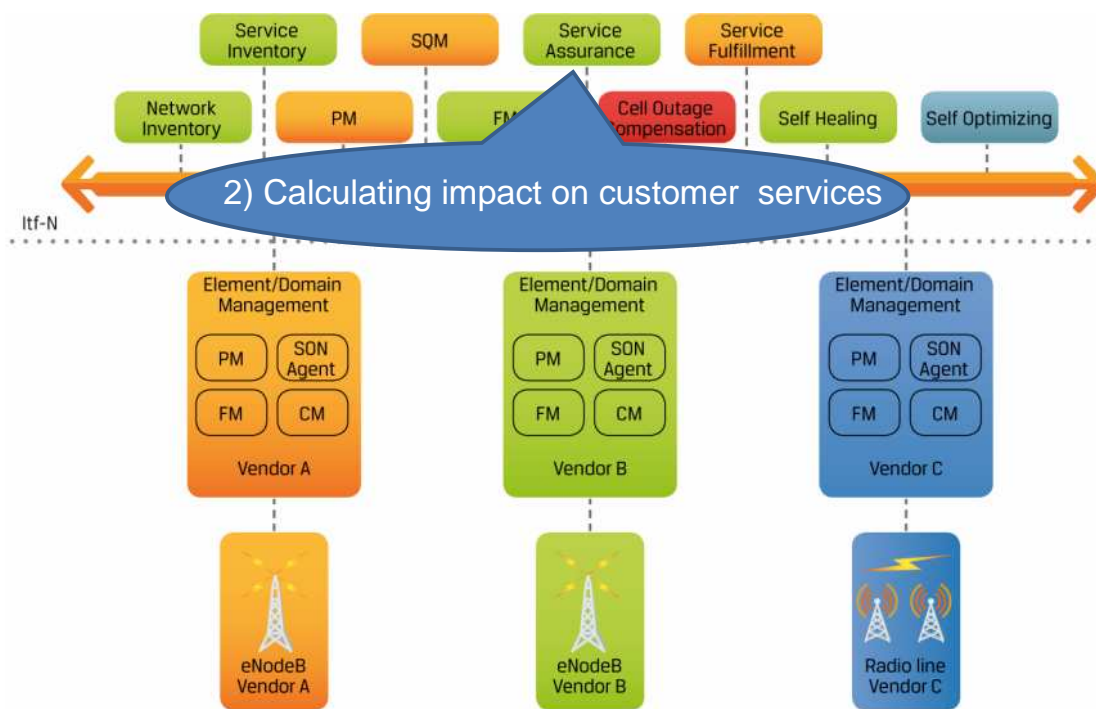 Service
Inventory
SQM
Service
Assurance
Service
Fulfillment
Network
Inventory
PM
FM
Cell Outage
Compensation
Self Healing
Self Optimizing
2) Calculating impact on customer services
Itf-N
Element/Domain
Management
PM
SON
Agent
FM
CM
Vendor A
Element/Domain
Management
PM
SON
Agent
FM
CM
Vendor B
Element/Domain
Management
PM
SON
Agent
FM
CM
Vendor C
eNodeB
Vendor A
eNodeB
Vendor B
Radio line
Vendor C